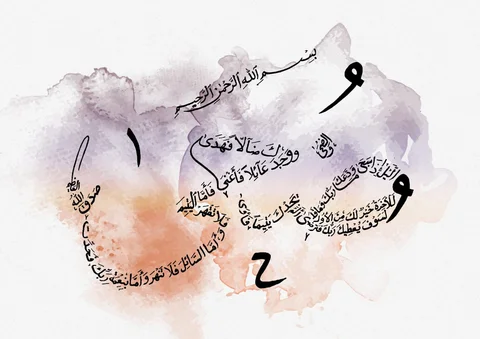 بسم الله الرحمن الرحيم
و الضحى
و الليل إذا سجى ما ودعك ربك وما قلى
وللآخرة خير لك من الأولى
ولسوف يعطيك ربك فترضى
ألم يجدك يتيما فآوى
ووجدك ضالا فهدى
ووجدك عائلا فأغنى
فأما اليتيم
فلا تقهر
وأما السائل فلا تنهر وأما بنعمة ربك فحدث
صدق الله العظيم